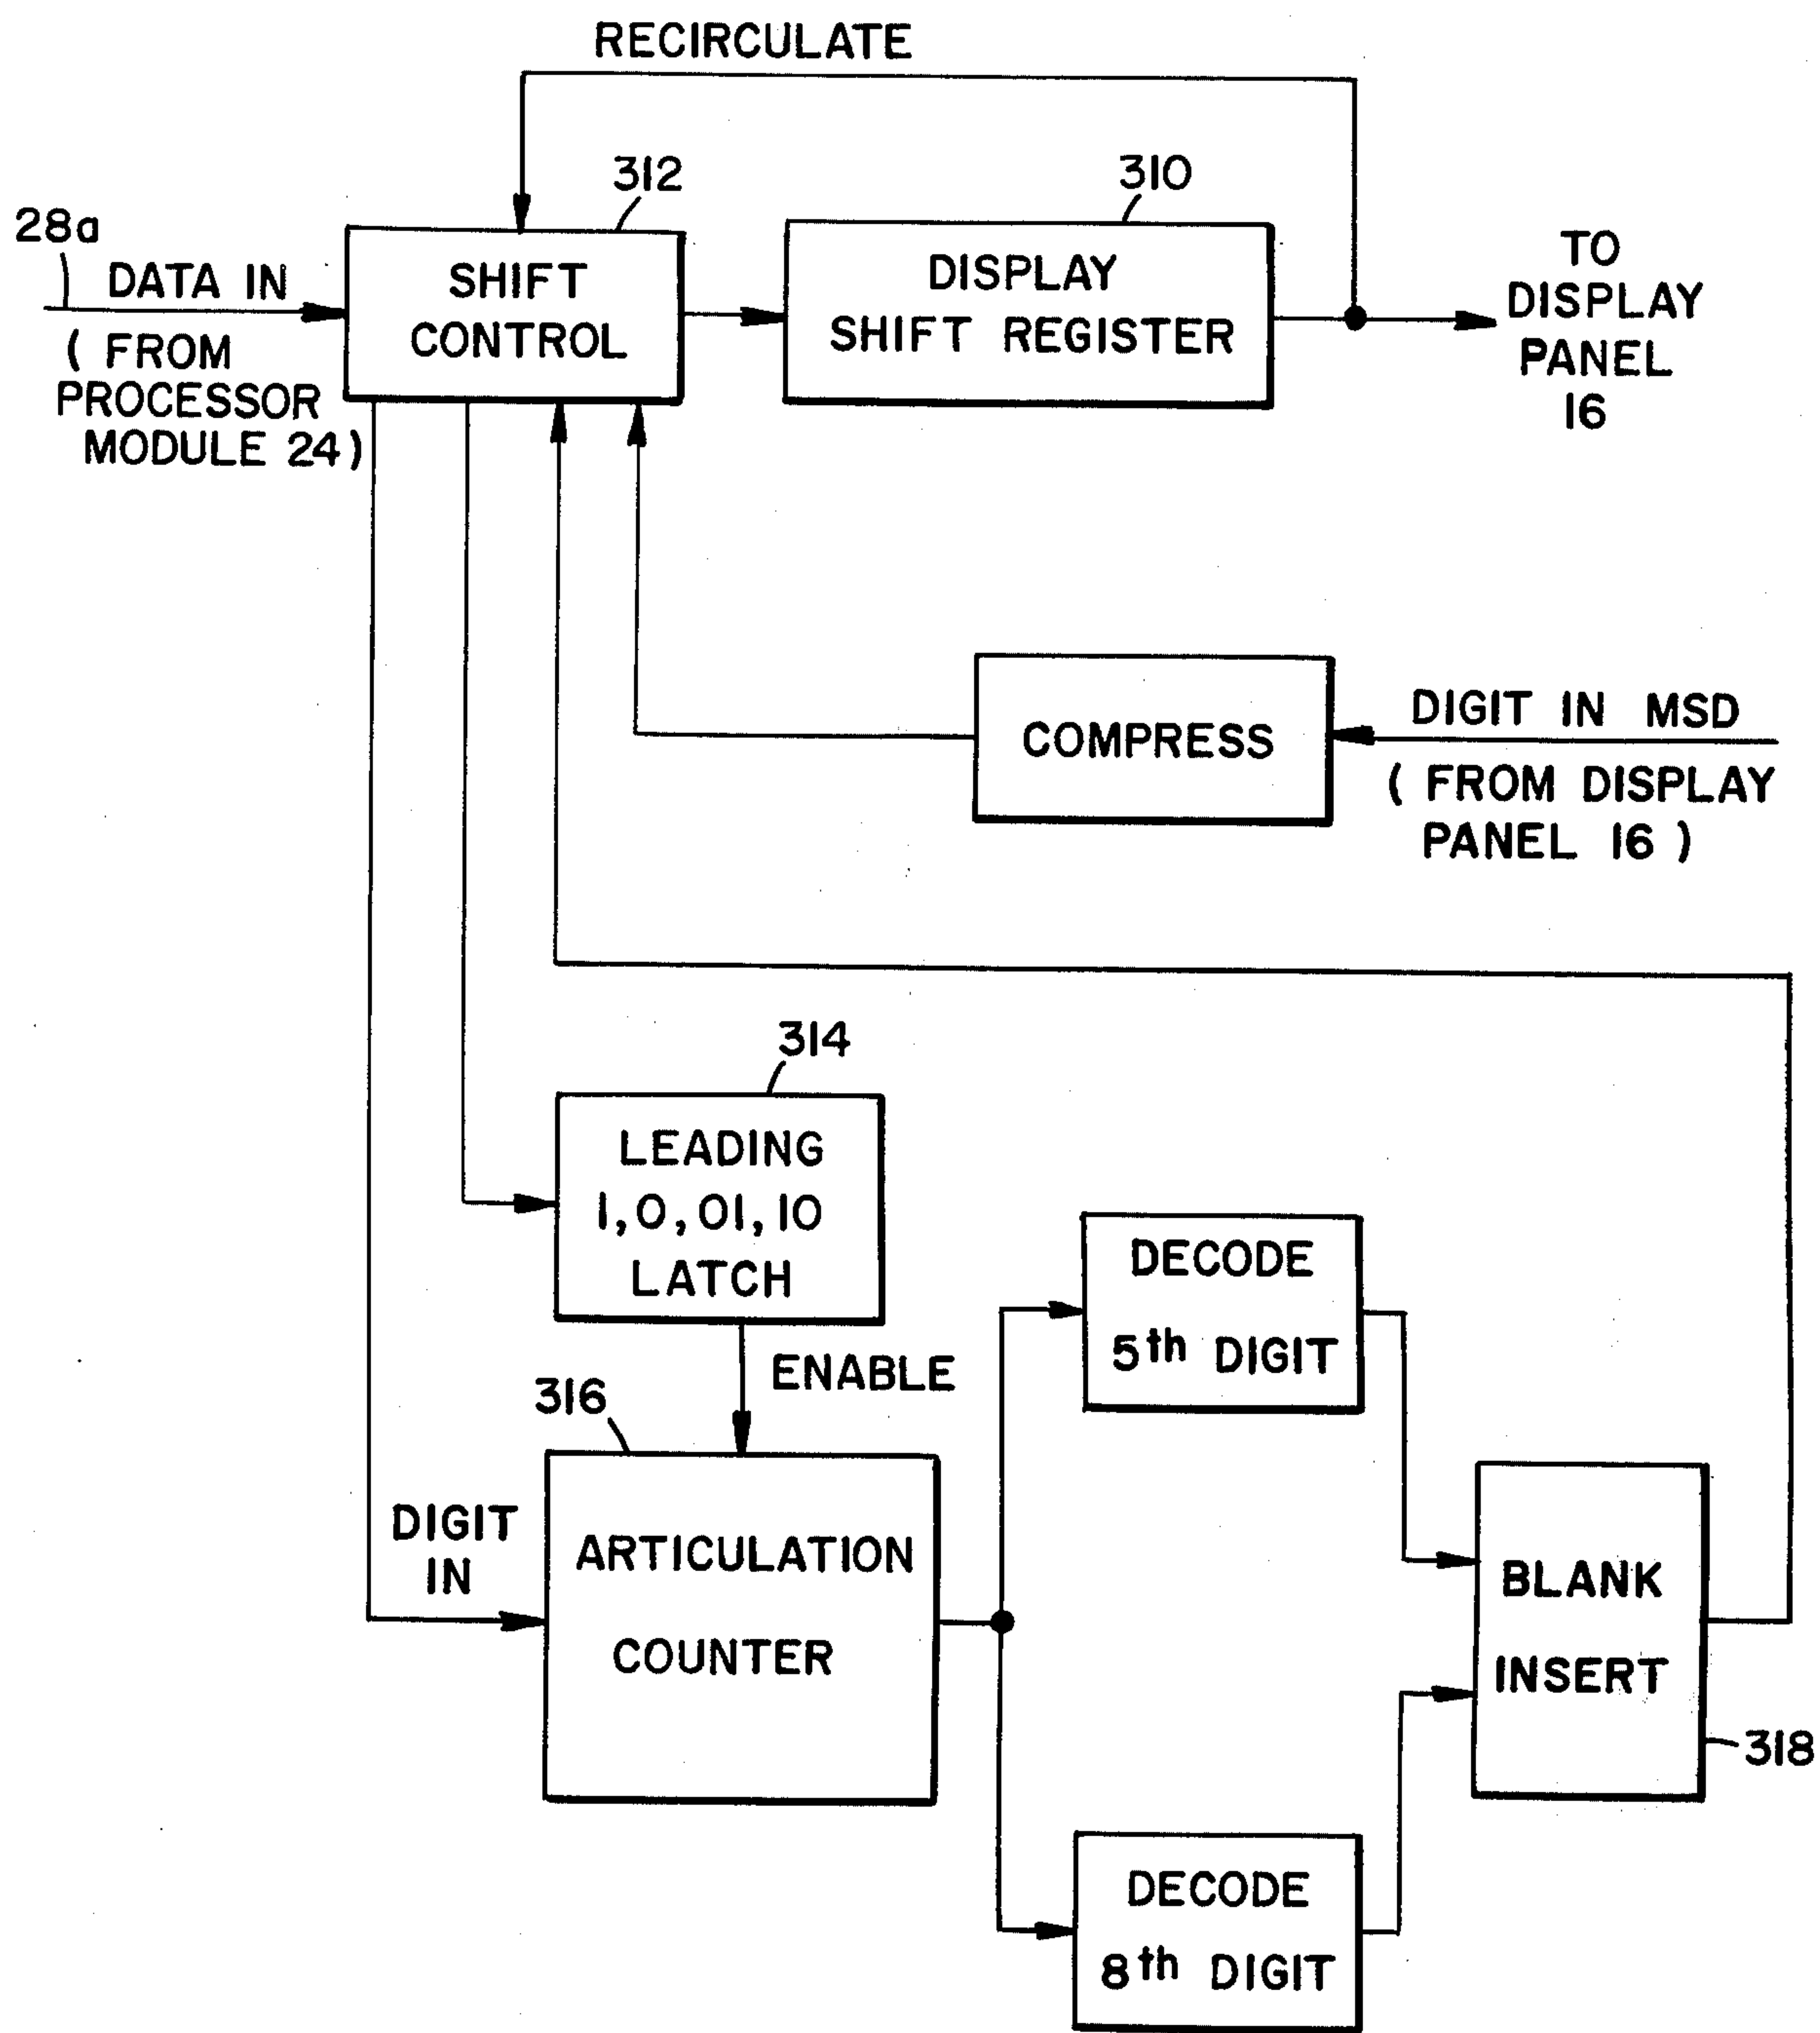 RECIRCULATE
312
310
28a
DATA IN
( FROM
PROCESSOR
MODULE 24 )
SHIFT
CONTROL
DISPLAY
SHIFT REGISTER
TO
DISPLAY
PANEL
16
COMPRESS
DIGIT IN MSD
( FROM DISPLAY
PANEL 16 )
314
LEADING
1, 0, 01, 10
LATCH
ENABLE
316
DIGIT
IN
ARTICULATION
COUNTER
DECODE
5th DIGIT
BLANK
INSERT
318
DECODE
8th DIGIT